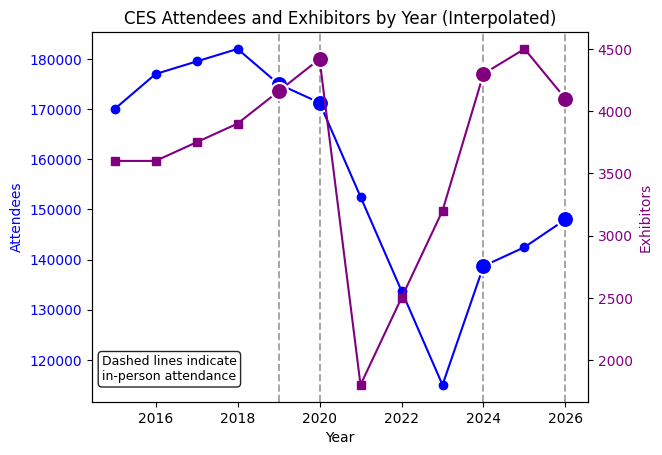 CES Attendees and Exhibitors by Year (Interpolated)
180000
170000
160000
150000
140000
130000
120000
Attendees
4500
4000
3500
3000
2500
2000
Exhibitors
Dashed lines indicate
in-person attendance
2016 2018 2020 2022 2024 2026
Year